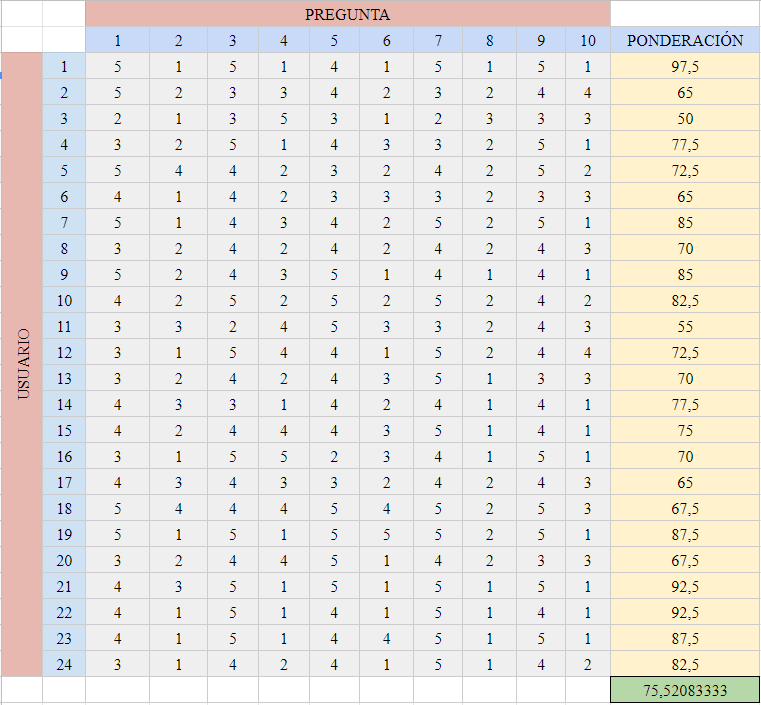 PREGUNTA
1 2 3 4 5 6 7 8 9 10 PONDERACIÓN
USUARIO
1 5 1 5 1 4 1 5 1 5 1 97,5
2 5 2 3 3 4 2 3 2 4 4 65
3 2 1 3 5 3 1 2 3 3 3 50
4 3 2 5 1 4 3 3 2 5 1 77,5
5 5 4 4 2 3 2 4 2 5 2 72,5
6 4 1 4 2 3 3 3 2 3 3 65
7 5 1 4 3 4 2 5 2 5 1 85
8 3 2 4 2 4 2 4 2 4 3 70
9 5 2 4 3 5 1 4 1 4 1 85
10 4 2 5 2 5 2 5 2 4 2 82,5
11 3 3 2 4 5 3 3 2 4 3 55
12 3 1 5 4 4 1 5 2 4 4 72,5
13 3 2 4 2 4 3 5 1 3 3 70
14 4 3 3 1 4 2 4 1 4 1 77,5
15 4 2 4 4 4 3 5 1 4 1 75
16 3 1 5 5 2 3 4 1 5 1 70
17 4 3 4 3 3 2 4 2 4 3 65
18 5 4 4 4 5 4 5 2 5 3 67,5
19 5 1 5 1 5 5 5 2 5 1 87,5
20 3 2 4 4 5 1 4 2 3 3 67,5
21 4 3 5 1 5 1 5 1 5 1 92,5
22 4 1 5 1 4 1 5 1 4 1 92,5
23 4 1 5 1 4 4 5 1 5 1 87,5
24 3 1 4 2 4 1 5 1 4 2 82,5
75,52083333